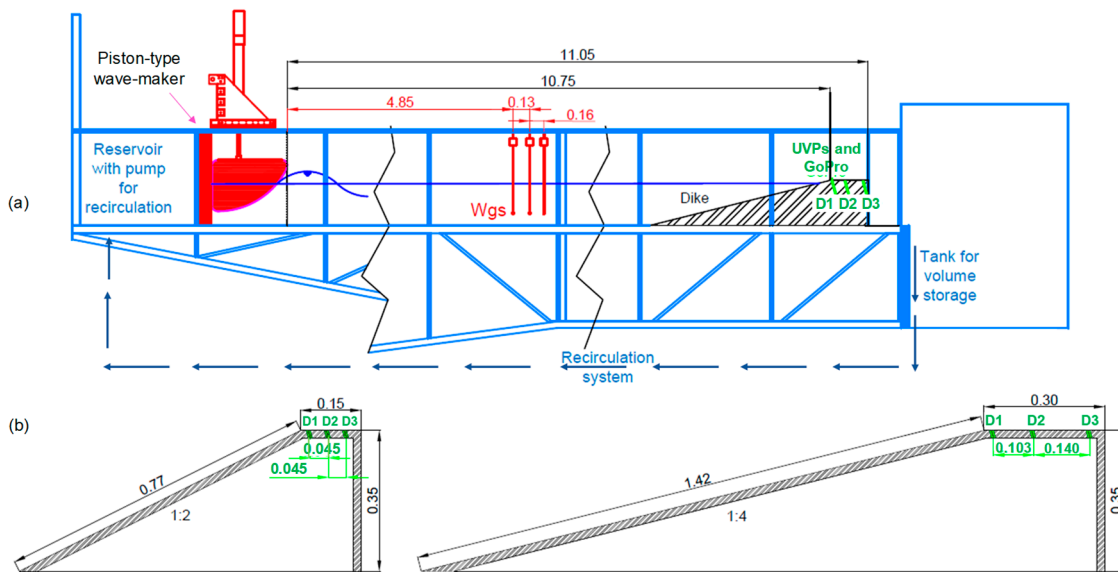 Piston-type
wave-maker
11.05
10.75
4.85
0.13
0.16
Reservoir
with pump
for
recirculation
UVPs and
GoPro
(a)
Wgs
Dike
D1 D2 D3
Tank for
volume
storage
Recirculation
system
(b)
0.15
D1 D2 D3
0.045
0.045
0.77
1:2
0.35
0.30
D1 D2 D3
0.103 0.140
1.42
1:4
0.35